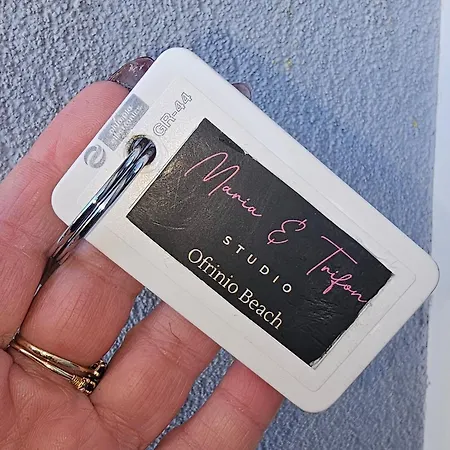 GR-44
Maria & Trifon
STUDIO
Ofrinio Beach